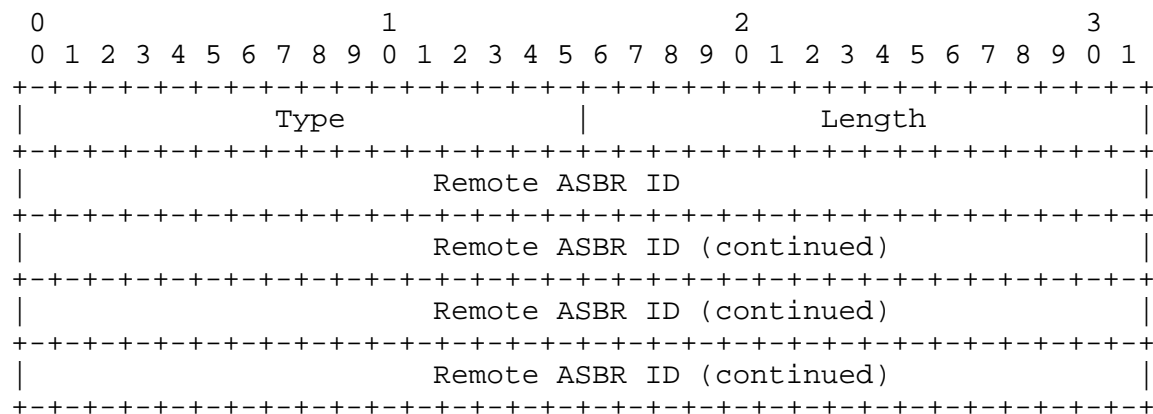 0                   1                   2                   3
 0 1 2 3 4 5 6 7 8 9 0 1 2 3 4 5 6 7 8 9 0 1 2 3 4 5 6 7 8 9 0 1
+-+-+-+-+-+-+-+-+-+-+-+-+-+-+-+-+-+-+-+-+-+-+-+-+-+-+-+-+-+-+-+-+
|              Type             |             Length            |
+-+-+-+-+-+-+-+-+-+-+-+-+-+-+-+-+-+-+-+-+-+-+-+-+-+-+-+-+-+-+-+-+
|                       Remote ASBR ID                          |
+-+-+-+-+-+-+-+-+-+-+-+-+-+-+-+-+-+-+-+-+-+-+-+-+-+-+-+-+-+-+-+-+
|                       Remote ASBR ID (continued)              |
+-+-+-+-+-+-+-+-+-+-+-+-+-+-+-+-+-+-+-+-+-+-+-+-+-+-+-+-+-+-+-+-+
|                       Remote ASBR ID (continued)              |
+-+-+-+-+-+-+-+-+-+-+-+-+-+-+-+-+-+-+-+-+-+-+-+-+-+-+-+-+-+-+-+-+
|                       Remote ASBR ID (continued)              |
+-+-+-+-+-+-+-+-+-+-+-+-+-+-+-+-+-+-+-+-+-+-+-+-+-+-+-+-+-+-+-+-+